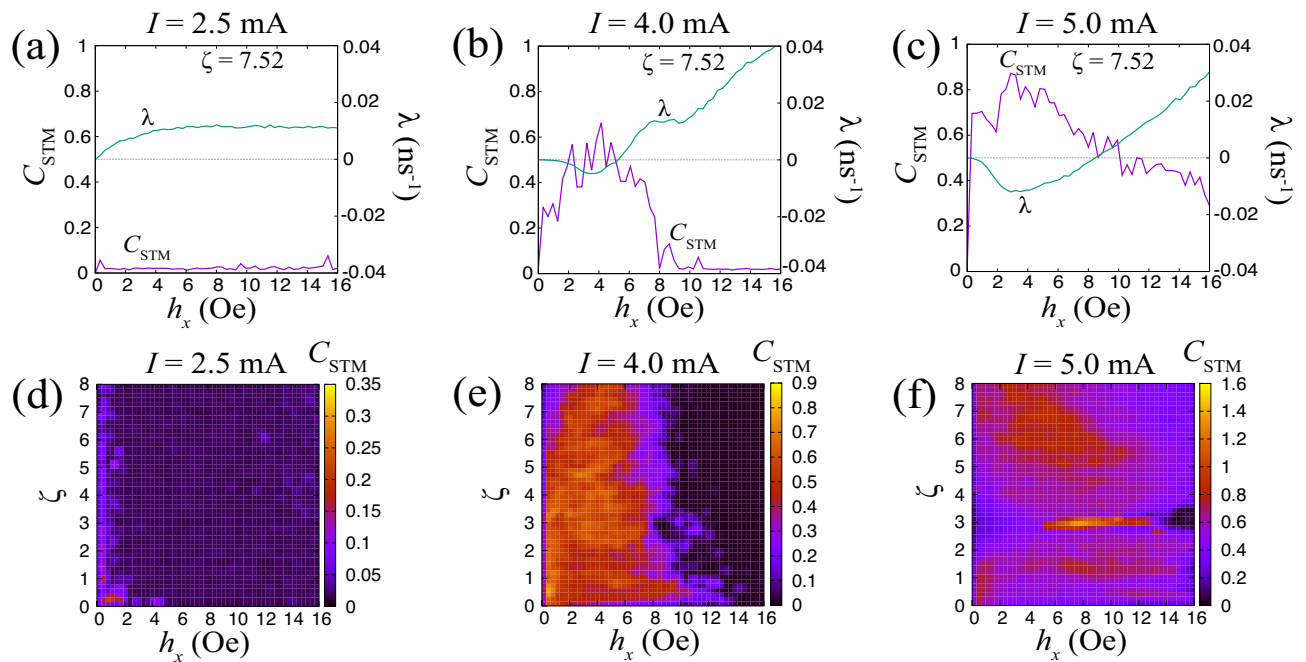 (a)
I = 2.5 mA
ζ = 7.52
λ
C_STM
1
0.8
0.6
0.4
0.2
0
C_STM
0.04
0.02
0
-0.02
-0.04
λ (ns⁻¹)
0 2 4 6 8 10 12 14 16
h_x (Oe)
(b)
I = 4.0 mA
ζ = 7.52
λ
C_STM
1
0.8
0.6
0.4
0.2
0
C_STM
0.04
0.02
0
-0.02
-0.04
λ (ns⁻¹)
0 2 4 6 8 10 12 14 16
h_x (Oe)
(c)
I = 5.0 mA
C_STM
ζ = 7.52
λ
1
0.8
0.6
0.4
0.2
0
C_STM
0.04
0.02
0
-0.02
-0.04
λ (ns⁻¹)
0 2 4 6 8 10 12 14 16
h_x (Oe)
(d)
I = 2.5 mA
C_STM
8
7
6
5
4
3
2
1
0
ζ
0.35
0.3
0.25
0.2
0.15
0.1
0.05
0
0 2 4 6 8 10 12 14 16
h_x (Oe)
(e)
I = 4.0 mA
C_STM
8
7
6
5
4
3
2
1
0
ζ
0.9
0.8
0.7
0.6
0.5
0.4
0.3
0.2
0.1
0
0 2 4 6 8 10 12 14 16
h_x (Oe)
(f)
I = 5.0 mA
C_STM
8
7
6
5
4
3
2
1
0
ζ
1.6
1.4
1.2
1
0.8
0.6
0.4
0.2
0
0 2 4 6 8 10 12 14 16
h_x (Oe)